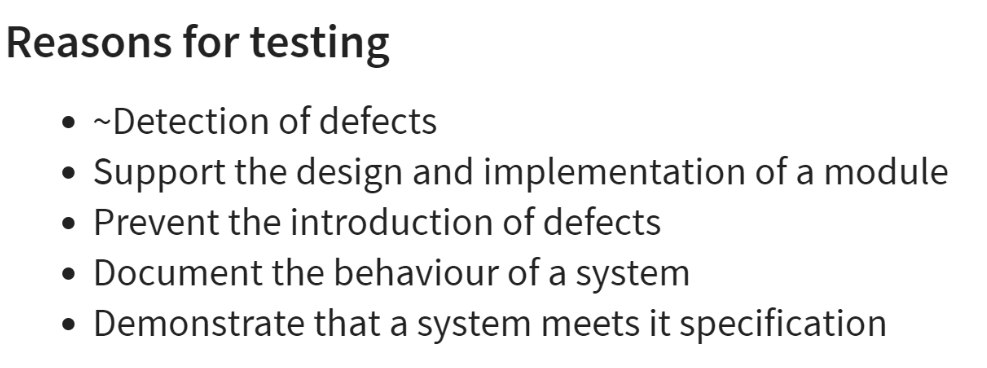 Reasons for testing
• ~Detection of defects
• Support the design and implementation of a module
• Prevent the introduction of defects
• Document the behaviour of a system
• Demonstrate that a system meets it specification